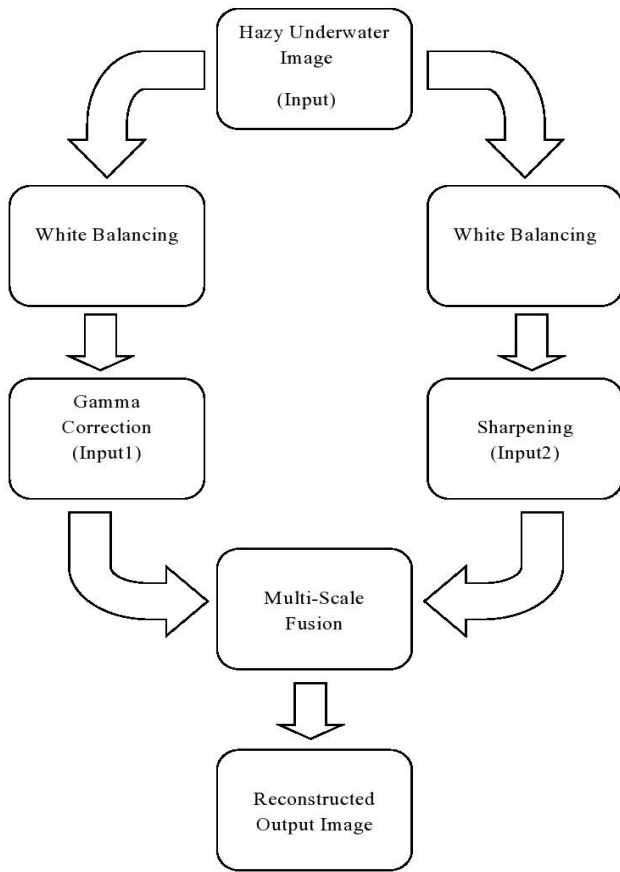 Hazy Underwater
Image
(Input)
White Balancing
White Balancing
Gamma
Correction
(Input1)
Sharpening
(Input2)
Multi-Scale
Fusion
Reconstructed
Output Image